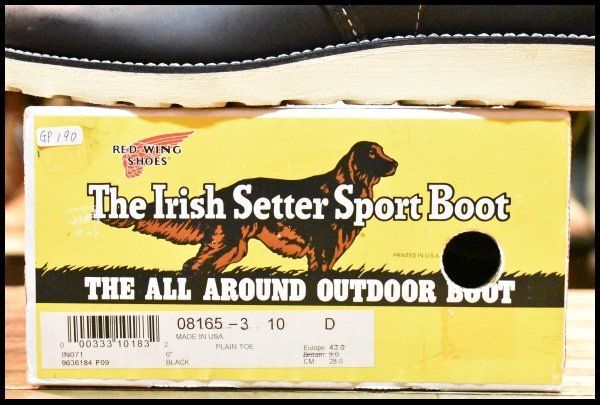 GP 190
RED WING
SHOES
The Irish Setter Sport Boot
PRINTED IN U.S.A.
THE ALL AROUND OUTDOOR BOOT
08165-3 10 D
MADE IN USA
PLAIN TOE
0 00333 10183 2
Europe: 43.0
Britain: 9.0
CM 28.0
IN071
6"
9636184 F09
BLACK